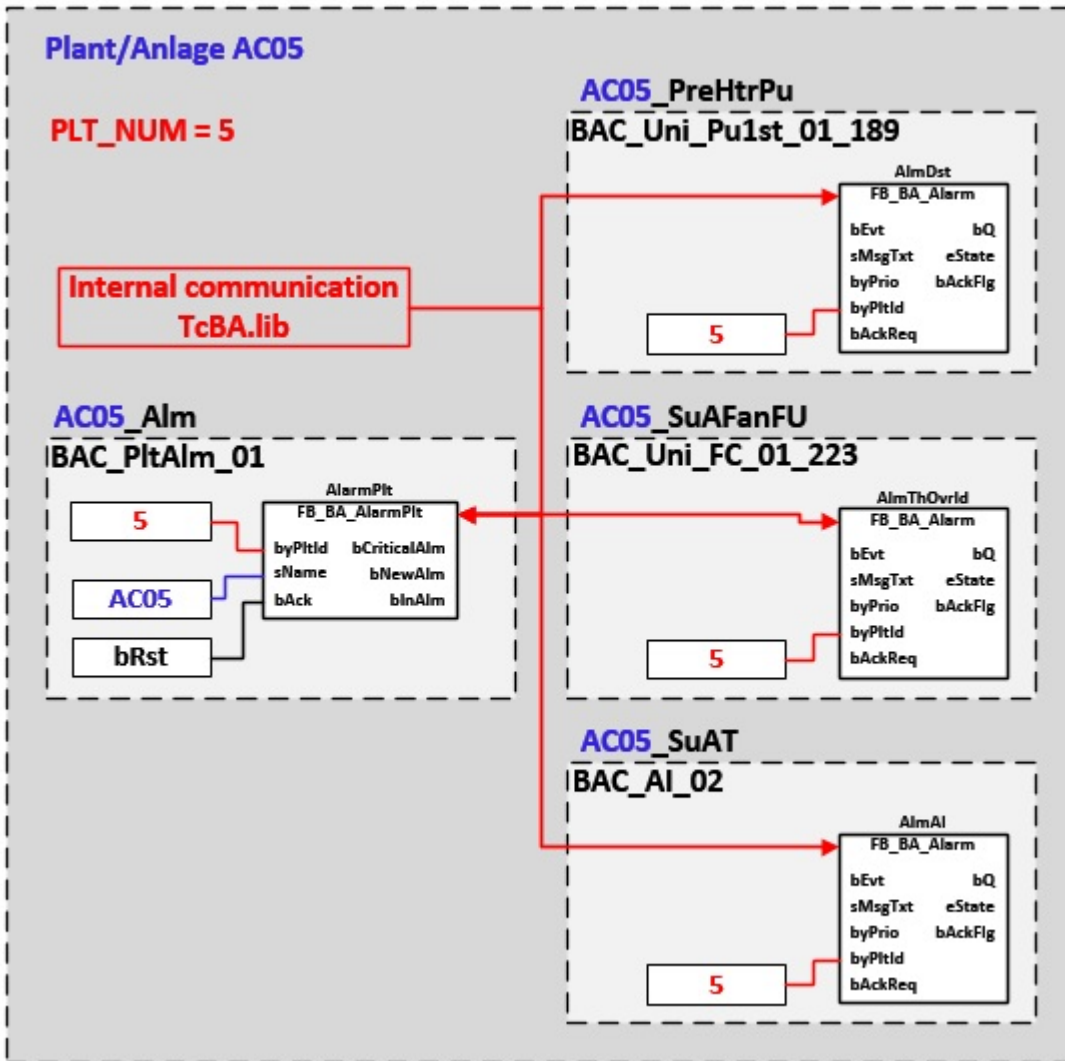 Plant/Anlage AC05
PLT_NUM = 5
Internal communication
TcBA.lib
AC05_Alm
BAC_PltAlm_01
AlarmPlt
FB_BA_AlarmPlt
5
byPltId bCriticalAlm
AC05
sName bNewAlm
bRst
bAck bInAlm
AC05_PreHtrPu
BAC_Uni_Pu1st_01_189
AlmDst
FB_BA_Alarm
bEvt bQ
sMsgTxt eState
byPrio bAckFlg
byPltId
5
bAckReq
AC05_SuAFanFU
BAC_Uni_FC_01_223
AlmThOvrld
FB_BA_Alarm
bEvt bQ
sMsgTxt eState
byPrio bAckFlg
byPltId
5
bAckReq
AC05_SuAT
BAC_AI_02
AlmAI
FB_BA_Alarm
bEvt bQ
sMsgTxt eState
byPrio bAckFlg
byPltId
5
bAckReq